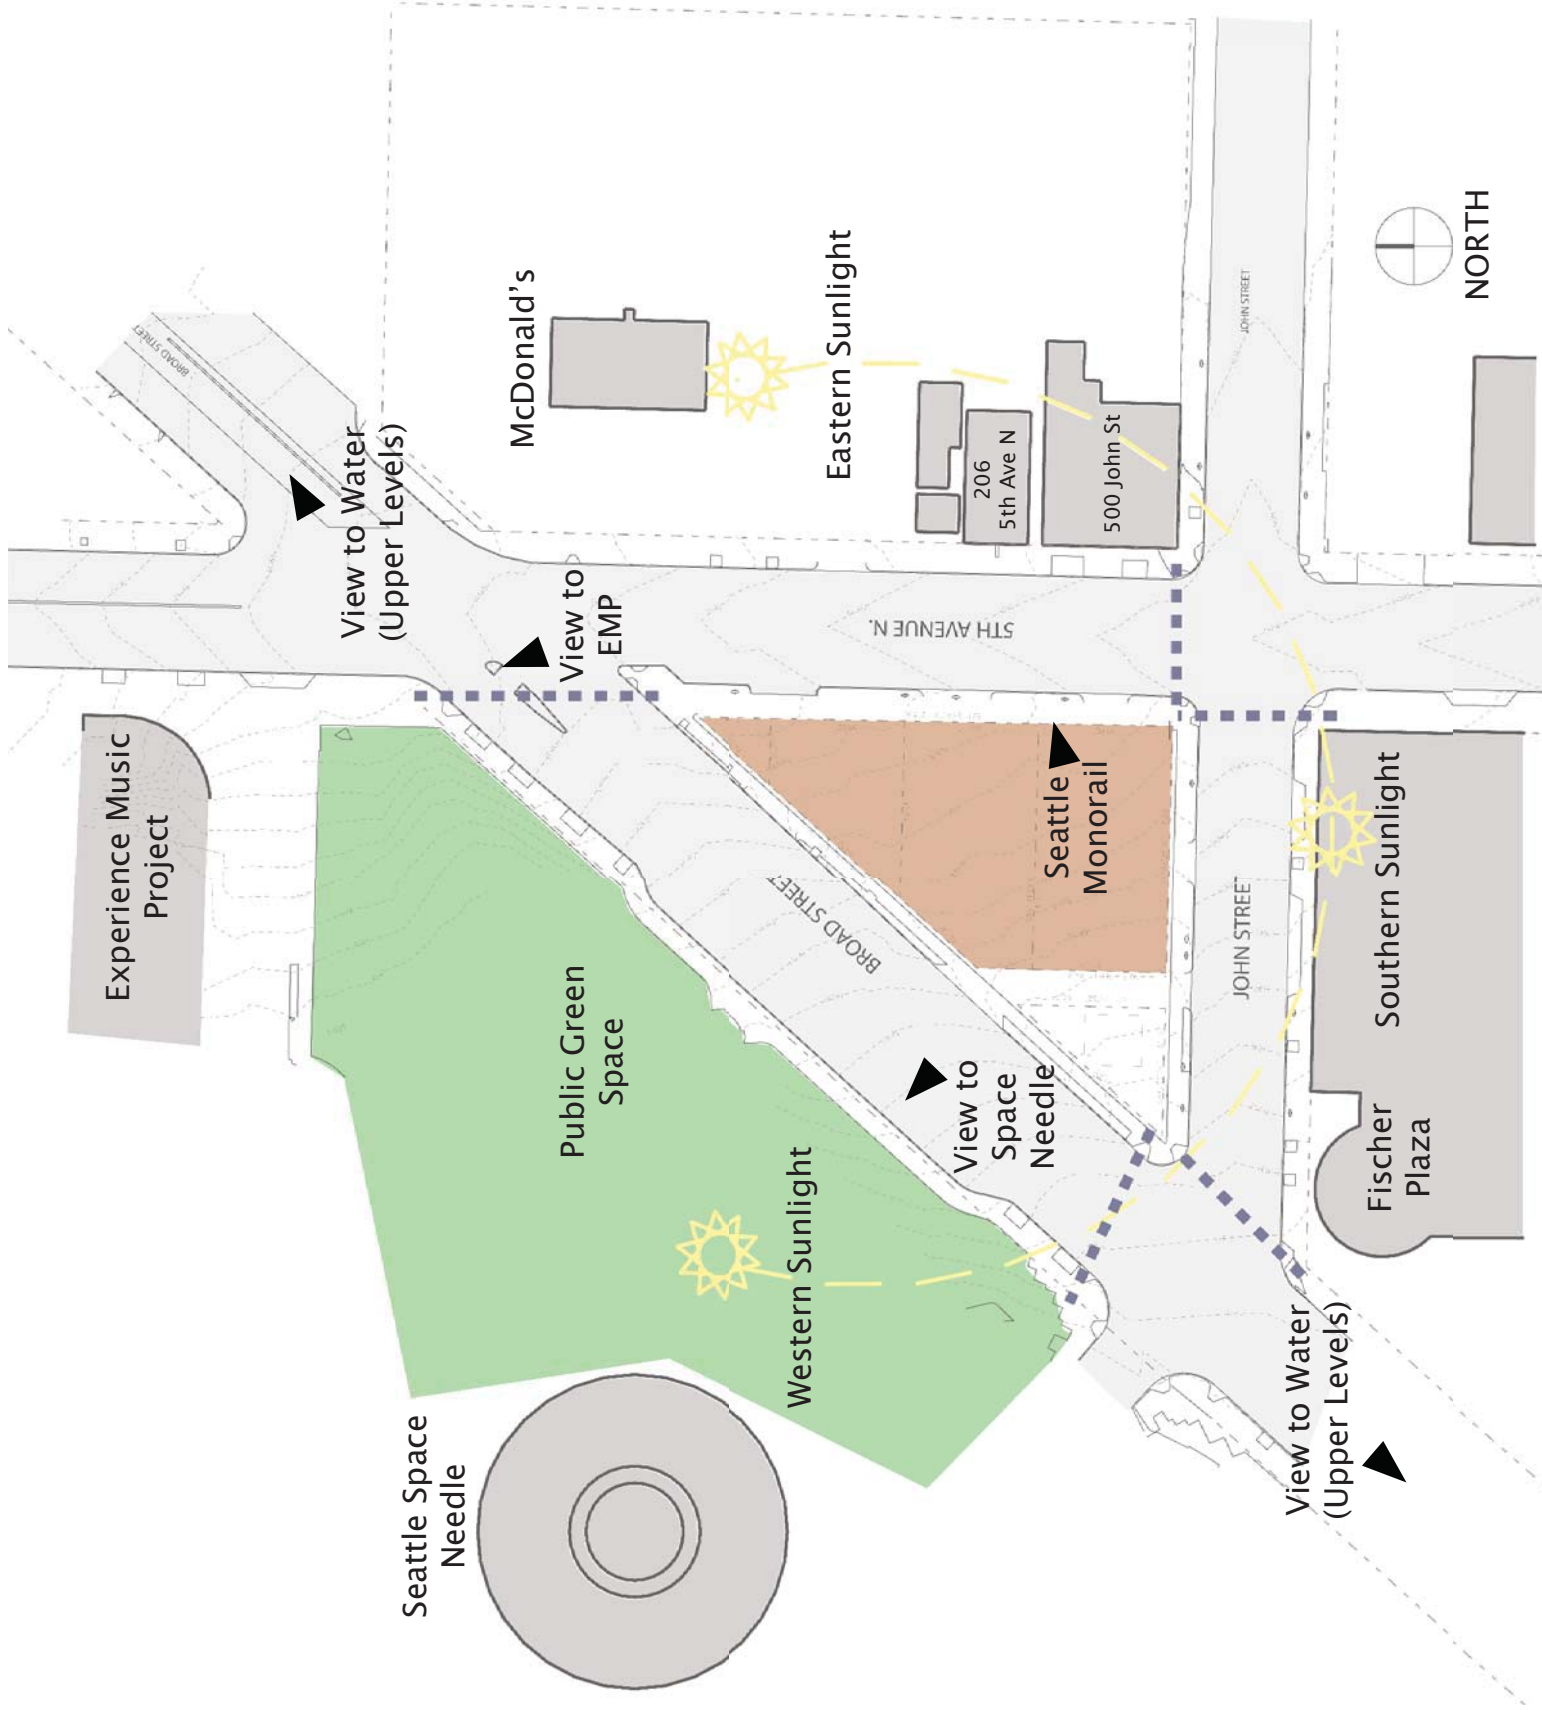 Seattle Space
Needle
Experience Music
Project
Public Green
Space
Western Sunlight
View to Water
(Upper Levels)
BROAD STREET
View to
EMP
McDonald's
Eastern Sunlight
206
5th Ave N
500 John St
5TH AVENUE N.
BROAD STREET
View to
Space
Needle
Seattle
Monorail
JOHN STREET
JOHN STREET
View to Water
(Upper Levels)
Fischer
Plaza
Southern Sunlight
NORTH